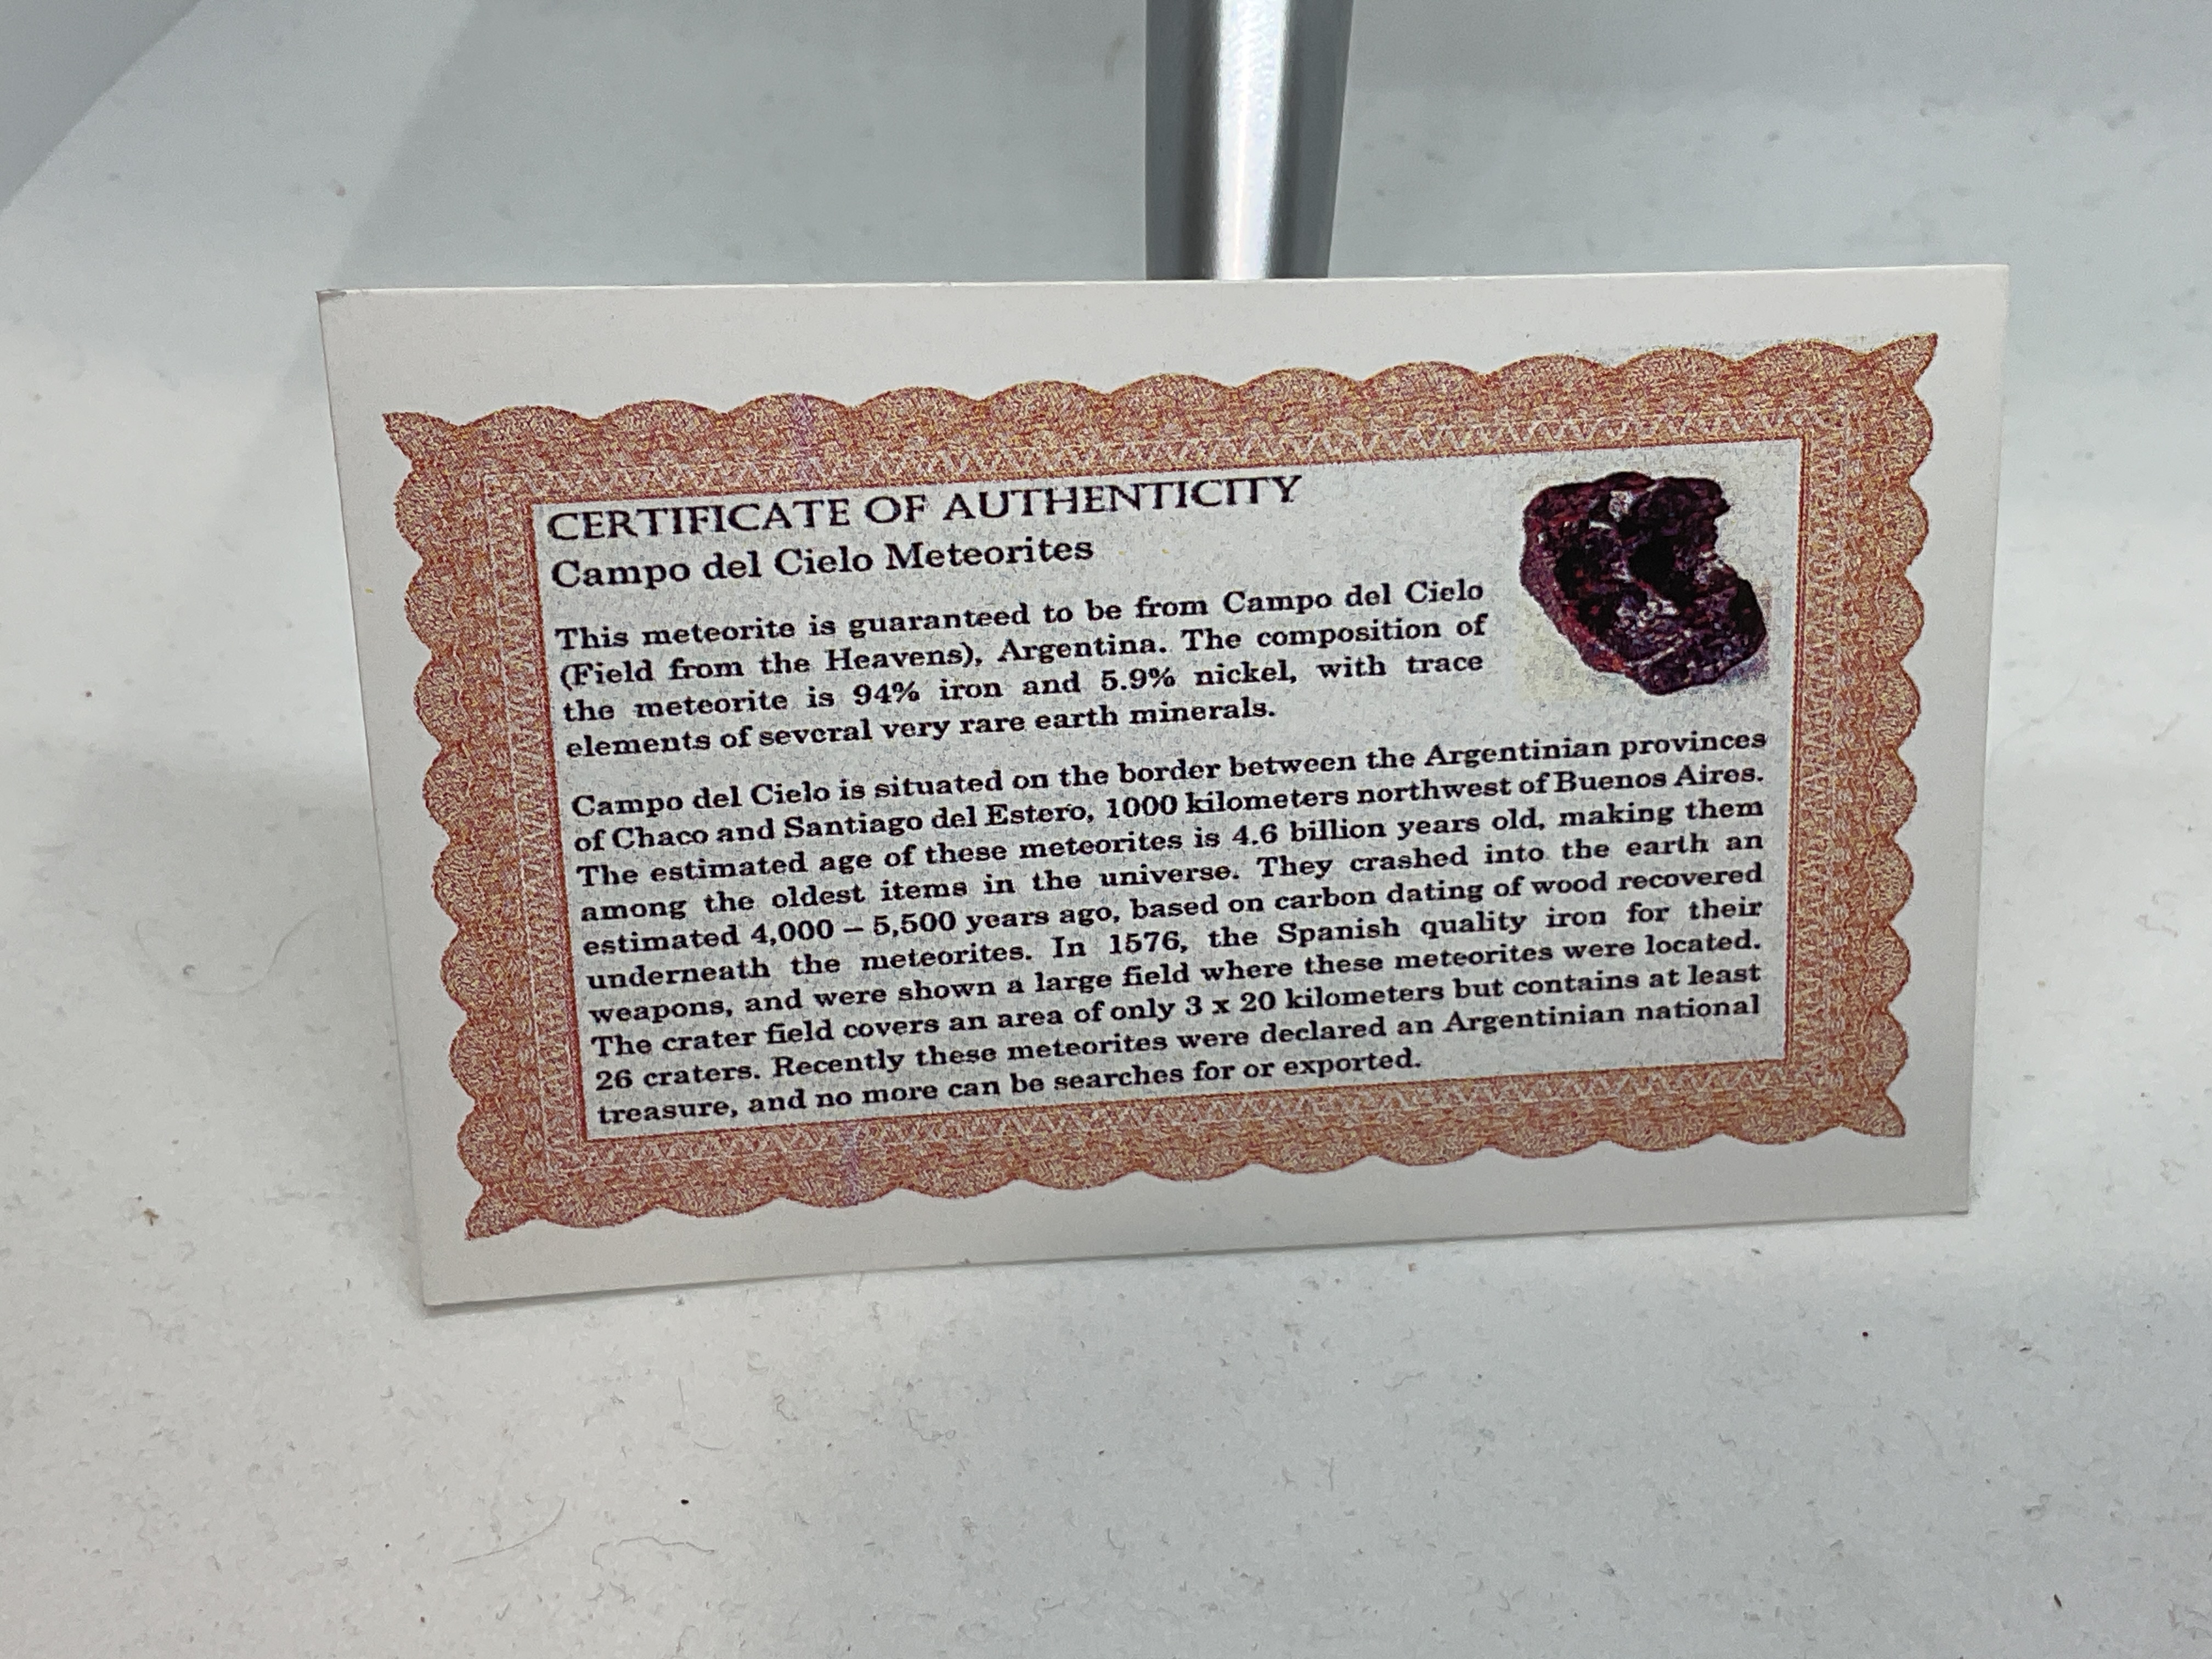 CERTIFICATE OF AUTHENTICITY
Campo del Cielo Meteorites
This meteorite is guaranteed to be from Campo del Cielo
(Field from the Heavens), Argentina. The composition of
the meteorite is 94% iron and 5.9% nickel, with trace
elements of several very rare earth minerals.
Campo del Cielo is situated on the border between the Argentinian provinces
of Chaco and Santiago del Estero, 1000 kilometers northwest of Buenos Aires.
The estimated age of these meteorites is 4.6 billion years old, making them
among the oldest items in the universe. They crashed into the earth an
estimated 4,000 – 5,500 years ago, based on carbon dating of wood recovered
underneath the meteorites. In 1576, the Spanish quality iron for their
weapons, and were shown a large field where these meteorites were located.
The crater field covers an area of only 3 x 20 kilometers but contains at least
26 craters. Recently these meteorites were declared an Argentinian national
treasure, and no more can be searches for or exported.